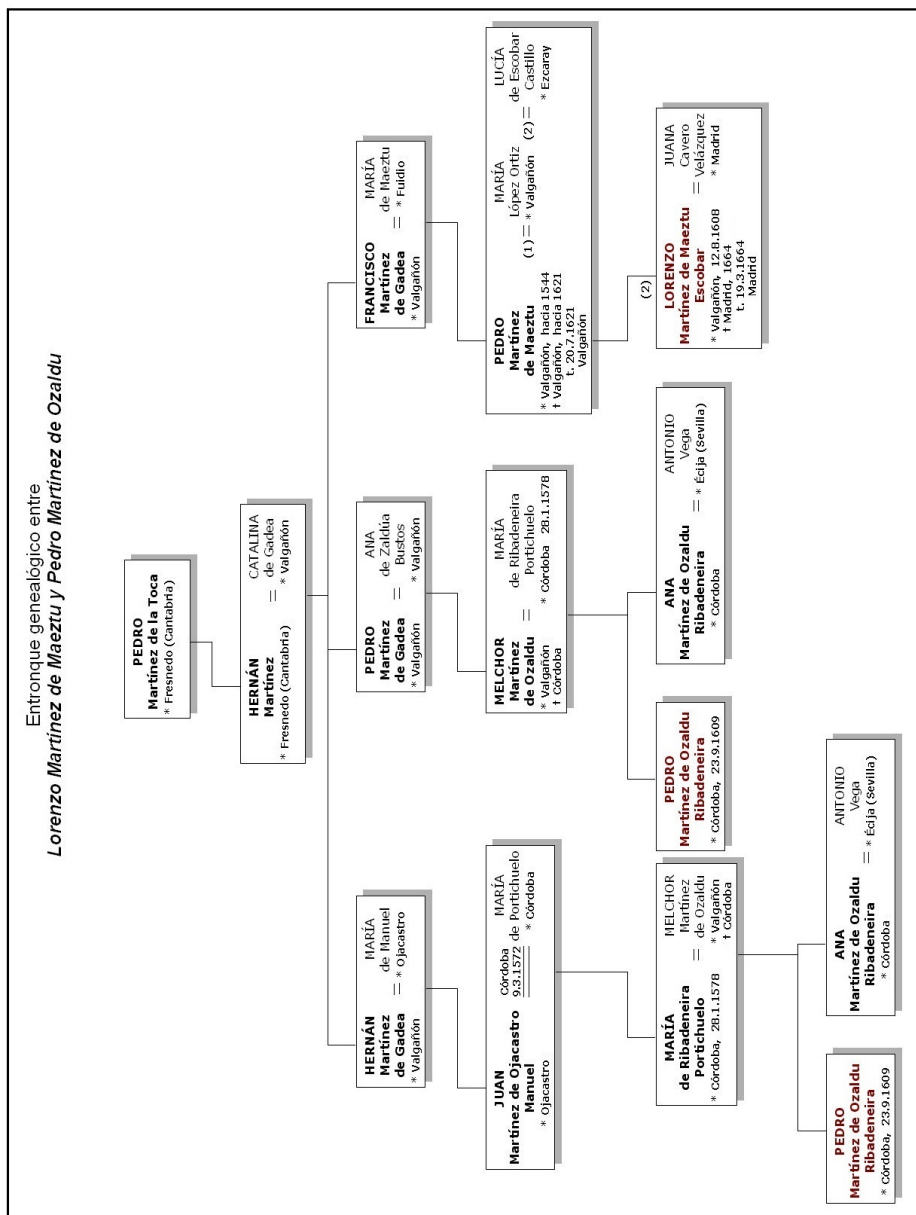 Entronque genealógico entre
Lorenzo Martínez de Maeztu y Pedro Martínez de Ozaldu
PEDRO
Martínez de la Toca
* Fresnedo (Cantabria)
HERNÁN
Martínez
* Fresnedo (Cantabria)
=
CATALINA
de Gadea
* Valgañón
HERNÁN
Martínez
de Gadea
* Valgañón
=
MARÍA
de Manuel
* Ojacastro
PEDRO
Martínez
de Gadea
* Valgañón
=
ANA
de Zaldúa
Bustos
* Valgañón
FRANCISCO
Martínez
de Gadea
* Valgañón
=
MARÍA
de Maeztu
* Fuidio
JUAN
Martínez de Ojacastro
Manuel
* Ojacastro
Córdoba
9.3.1572
MARÍA
de Portichuelo
* Córdoba
MELCHOR
Martínez
de Ozaldu
* Valgañón
† Córdoba
=
MARÍA
de Ribadeneira
Portichuelo
* Córdoba 28.1.1578
PEDRO
Martínez
de Maeztu
* Valgañón, hacia 1544
† Valgañón, hacia 1621
t. 20.7.1621
Valgañón
(1) =
MARÍA
López Ortiz
* Valgañón
(2) =
LUCÍA
de Escobar
Castillo
* Ezcaray
MARÍA
de Ribadeneira
Portichuelo
* Córdoba, 28.1.1578
=
MELCHOR
Martínez
de Ozaldu
* Valgañón
† Córdoba
PEDRO
Martínez de Ozaldu
Ribadeneira
* Córdoba, 23.9.1609
ANA
Martínez de Ozaldu
Ribadeneira
* Córdoba
=
ANTONIO
Vega
* Écija (Sevilla)
(2)
LORENZO
Martínez de Maeztu
Escobar
* Valgañón, 12.8.1608
† Madrid, 1664
t. 19.3.1664
Madrid
=
JUANA
Cavero
Velázquez
* Madrid
PEDRO
Martínez de Ozaldu
Ribadeneira
* Córdoba, 23.9.1609
ANA
Martínez de Ozaldu
Ribadeneira
* Córdoba
=
ANTONIO
Vega
* Écija (Sevilla)